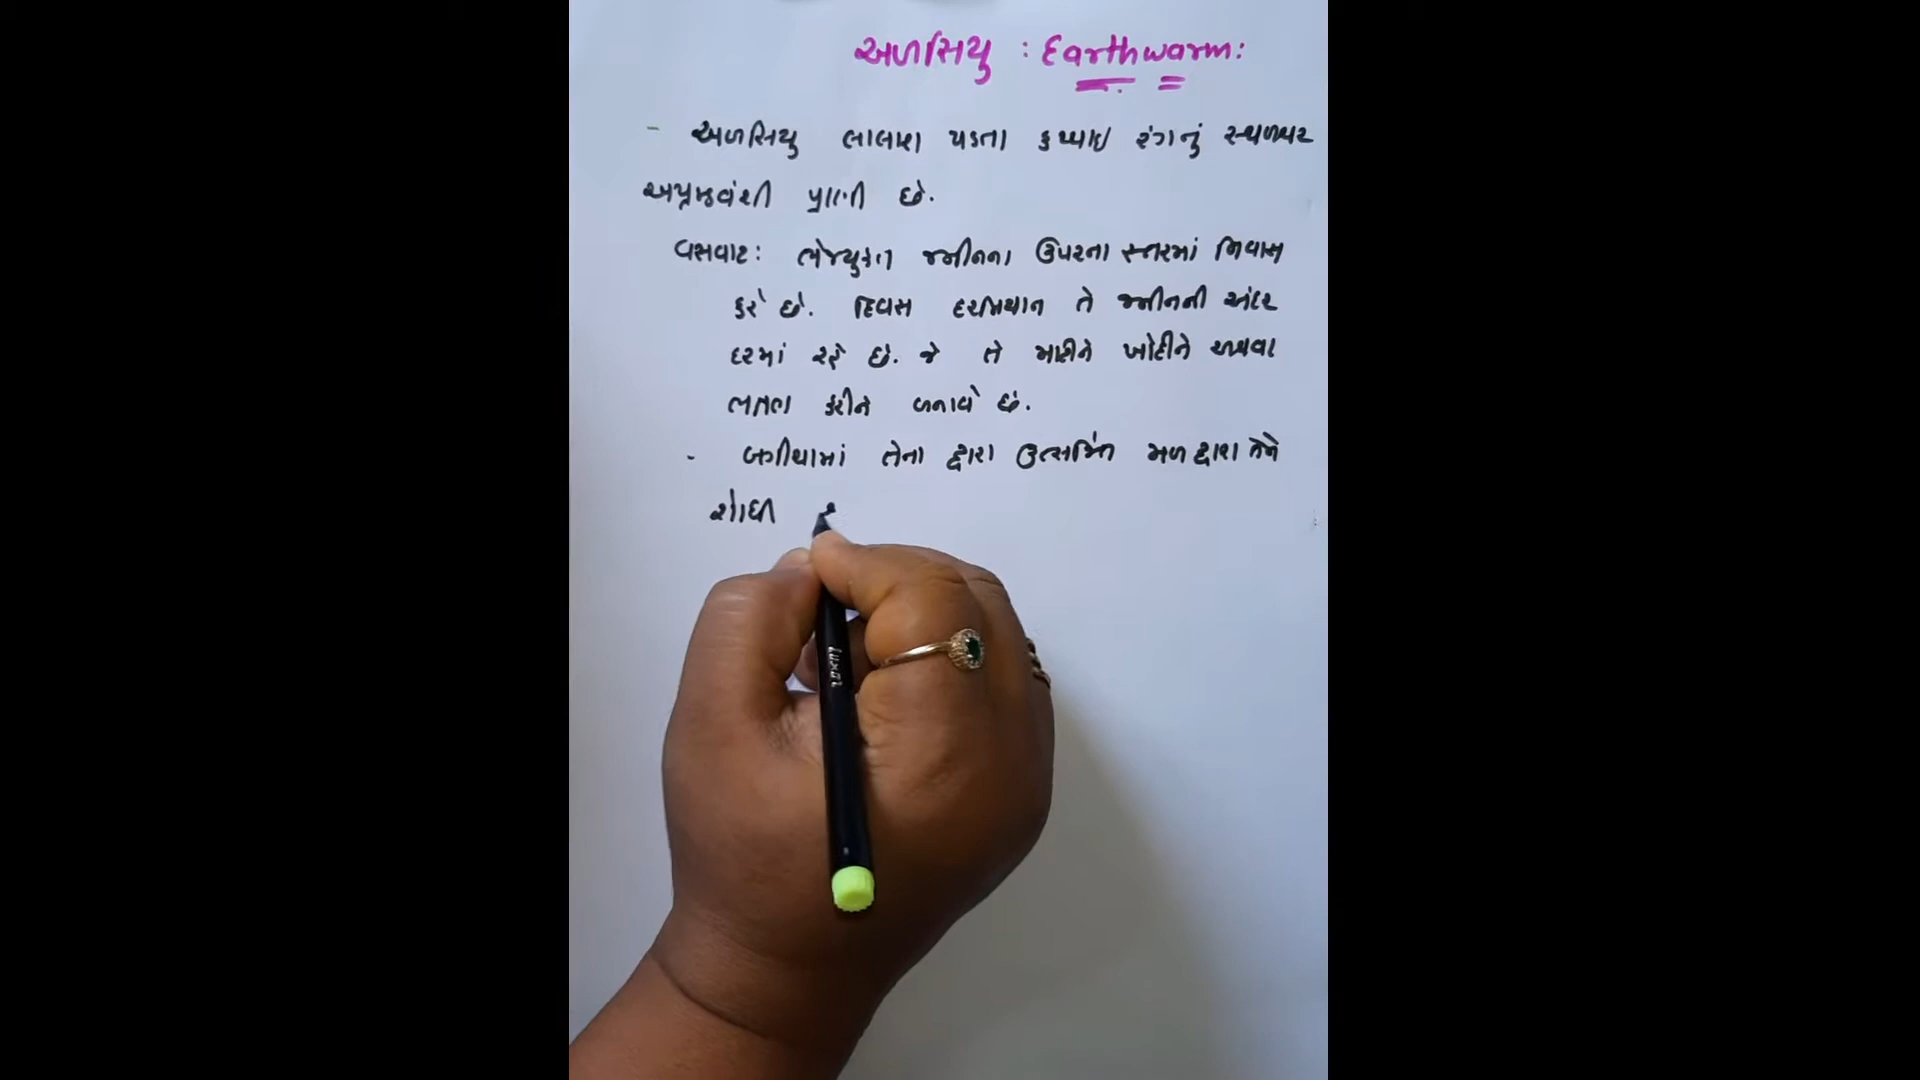 અળસિયુ : Earthwarm:
- અળસિયુ લાલાશ પડતા કથ્થાઇ રંગનું સ્થળચર
અપૃષ્ઠવંશી પ્રાણી છે.
વસવાટ: ભેજયુક્ત જમીનના ઉપરના સ્તરમાં નિવાસ
કરે છે. દિવસ દરમિયાન તે જમીનની અંદર
દરમાં રહે છે. જે તે માટીને ખોદીને અથવા
કરીને બનાવે છે.
- બગીચામાં તેના દ્વારા ઉત્સર્જિત મળ દ્વારા તેને
શોધી
luxor